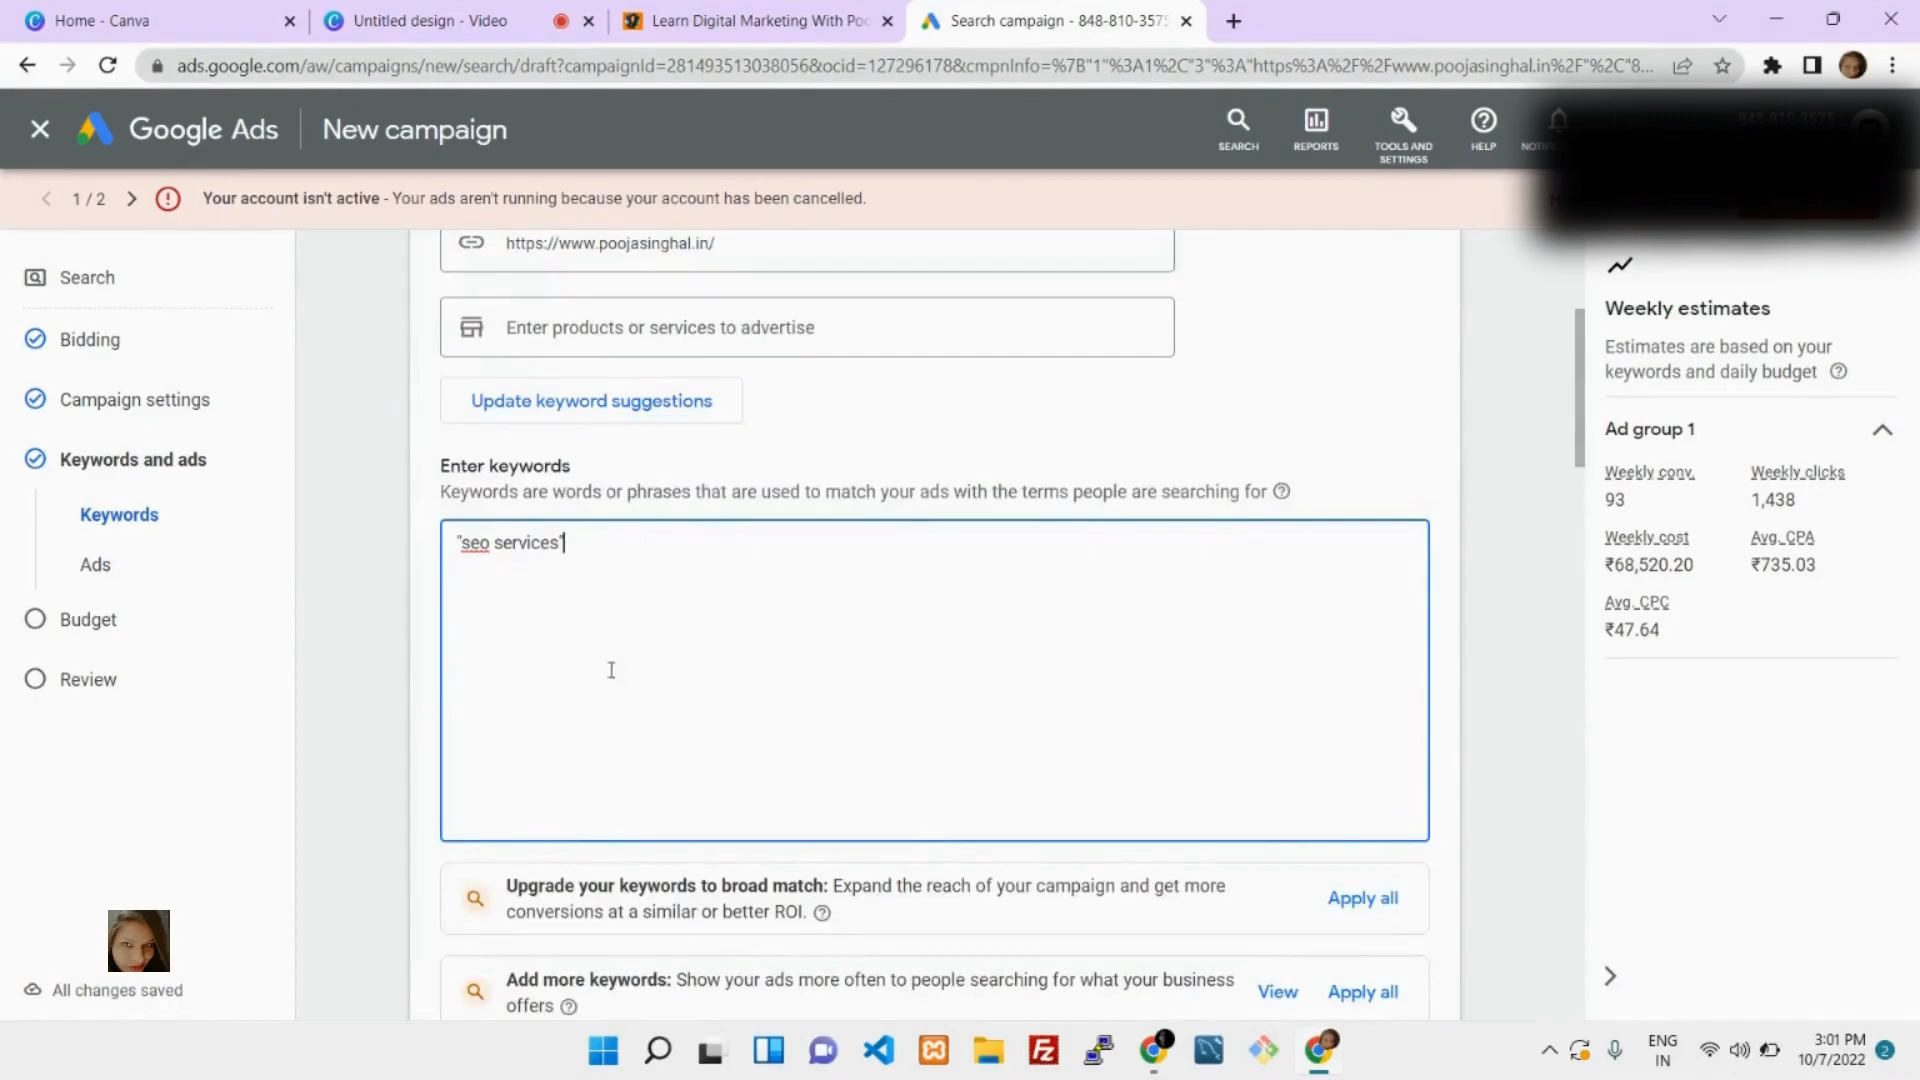 Home - Canva
Untitled design - Video
Learn Digital Marketing With Poo
Search campaign - 848-810-3575
ads.google.com/aw/campaigns/new/search/draft?campaignId=281493513038056&ocid=127296178&cmpnInfo=%7B"1"%3A1%2C"3"%3A"https%3A%2F%2Fwww.poojasinghal.in%2F"%2C"8...
Google Ads
New campaign
SEARCH
REPORTS
TOOLS AND
SETTINGS
HELP
1 / 2
Your account isn't active - Your ads aren't running because your account has been cancelled.
Search
Bidding
Campaign settings
Keywords and ads
Keywords
Ads
Budget
Review
All changes saved
https://www.poojasinghal.in/
Enter products or services to advertise
Update keyword suggestions
Enter keywords
Keywords are words or phrases that are used to match your ads with the terms people are searching for
"seo services"
Upgrade your keywords to broad match: Expand the reach of your campaign and get more
conversions at a similar or better ROI.
Apply all
Add more keywords: Show your ads more often to people searching for what your business
offers
View
Apply all
Weekly estimates
Estimates are based on your
keywords and daily budget
Ad group 1
Weekly conv. Weekly clicks
93 1,438
Weekly cost Avg. CPA
₹68,520.20 ₹735.03
Avg. CPC
₹47.64
ENG
IN
3:01 PM
10/7/2022
2